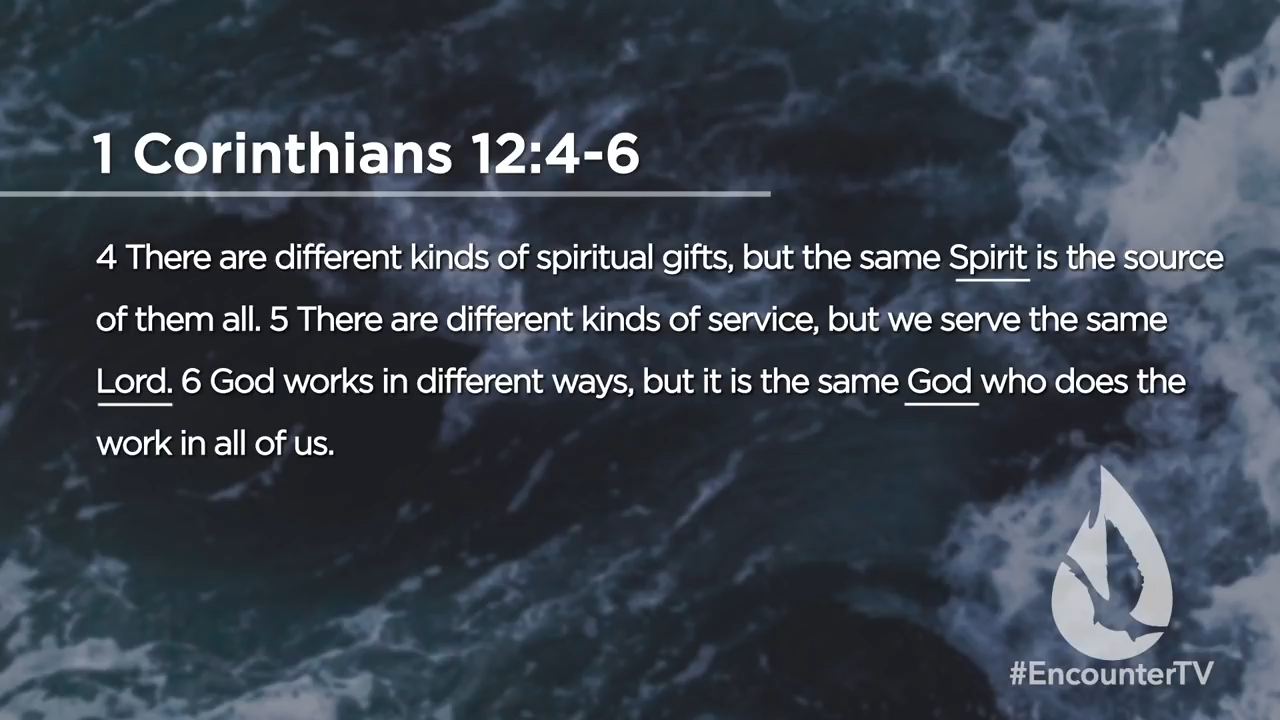 1 Corinthians 12:4-6
4 There are different kinds of spiritual gifts, but the same Spirit is the source
of them all. 5 There are different kinds of service, but we serve the same
Lord. 6 God works in different ways, but it is the same God who does the
work in all of us.
#EncounterTV